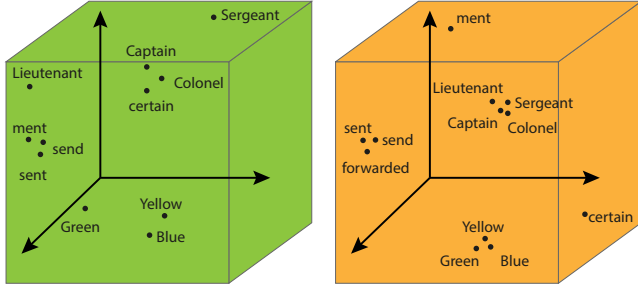 Sergeant
Captain
Lieutenant
Colonel
certain
ment
send
sent
Yellow
Green
Blue
ment
Lieutenant
Sergeant
Captain
Colonel
sent
send
forwarded
certain
Yellow
Green
Blue